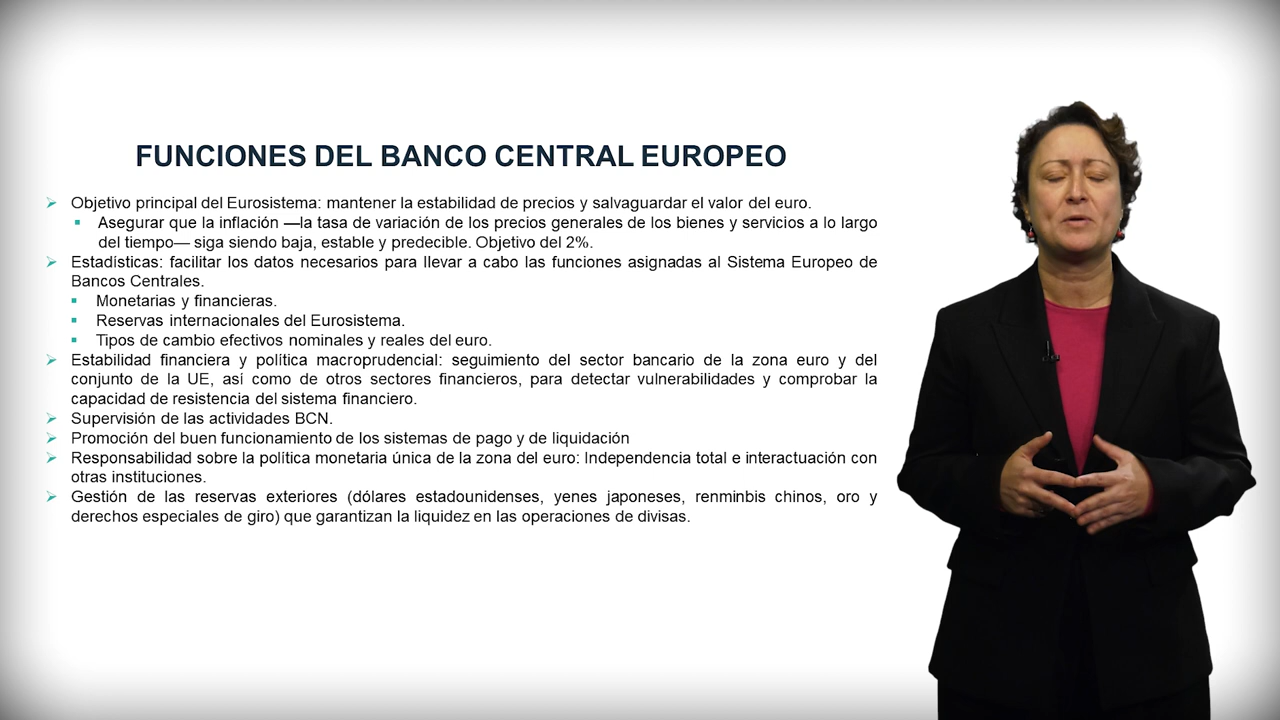 FUNCIONES DEL BANCO CENTRAL EUROPEO
Objetivo principal del Eurosistema: mantener la estabilidad de precios y salvaguardar el valor del euro.
Asegurar que la inflación —la tasa de variación de los precios generales de los bienes y servicios a lo largo
del tiempo— siga siendo baja, estable y predecible. Objetivo del 2%.
Estadísticas: facilitar los datos necesarios para llevar a cabo las funciones asignadas al Sistema Europeo de
Bancos Centrales.
Monetarias y financieras.
Reservas internacionales del Eurosistema.
Tipos de cambio efectivos nominales y reales del euro.
Estabilidad financiera y política macroprudencial: seguimiento del sector bancario de la zona euro y del
conjunto de la UE, así como de otros sectores financieros, para detectar vulnerabilidades y comprobar la
capacidad de resistencia del sistema financiero.
Supervisión de las actividades BCN.
Promoción del buen funcionamiento de los sistemas de pago y de liquidación
Responsabilidad sobre la política monetaria única de la zona del euro: Independencia total e interactuación con
otras instituciones.
Gestión de las reservas exteriores (dólares estadounidenses, yenes japoneses, renminbis chinos, oro y
derechos especiales de giro) que garantizan la liquidez en las operaciones de divisas.